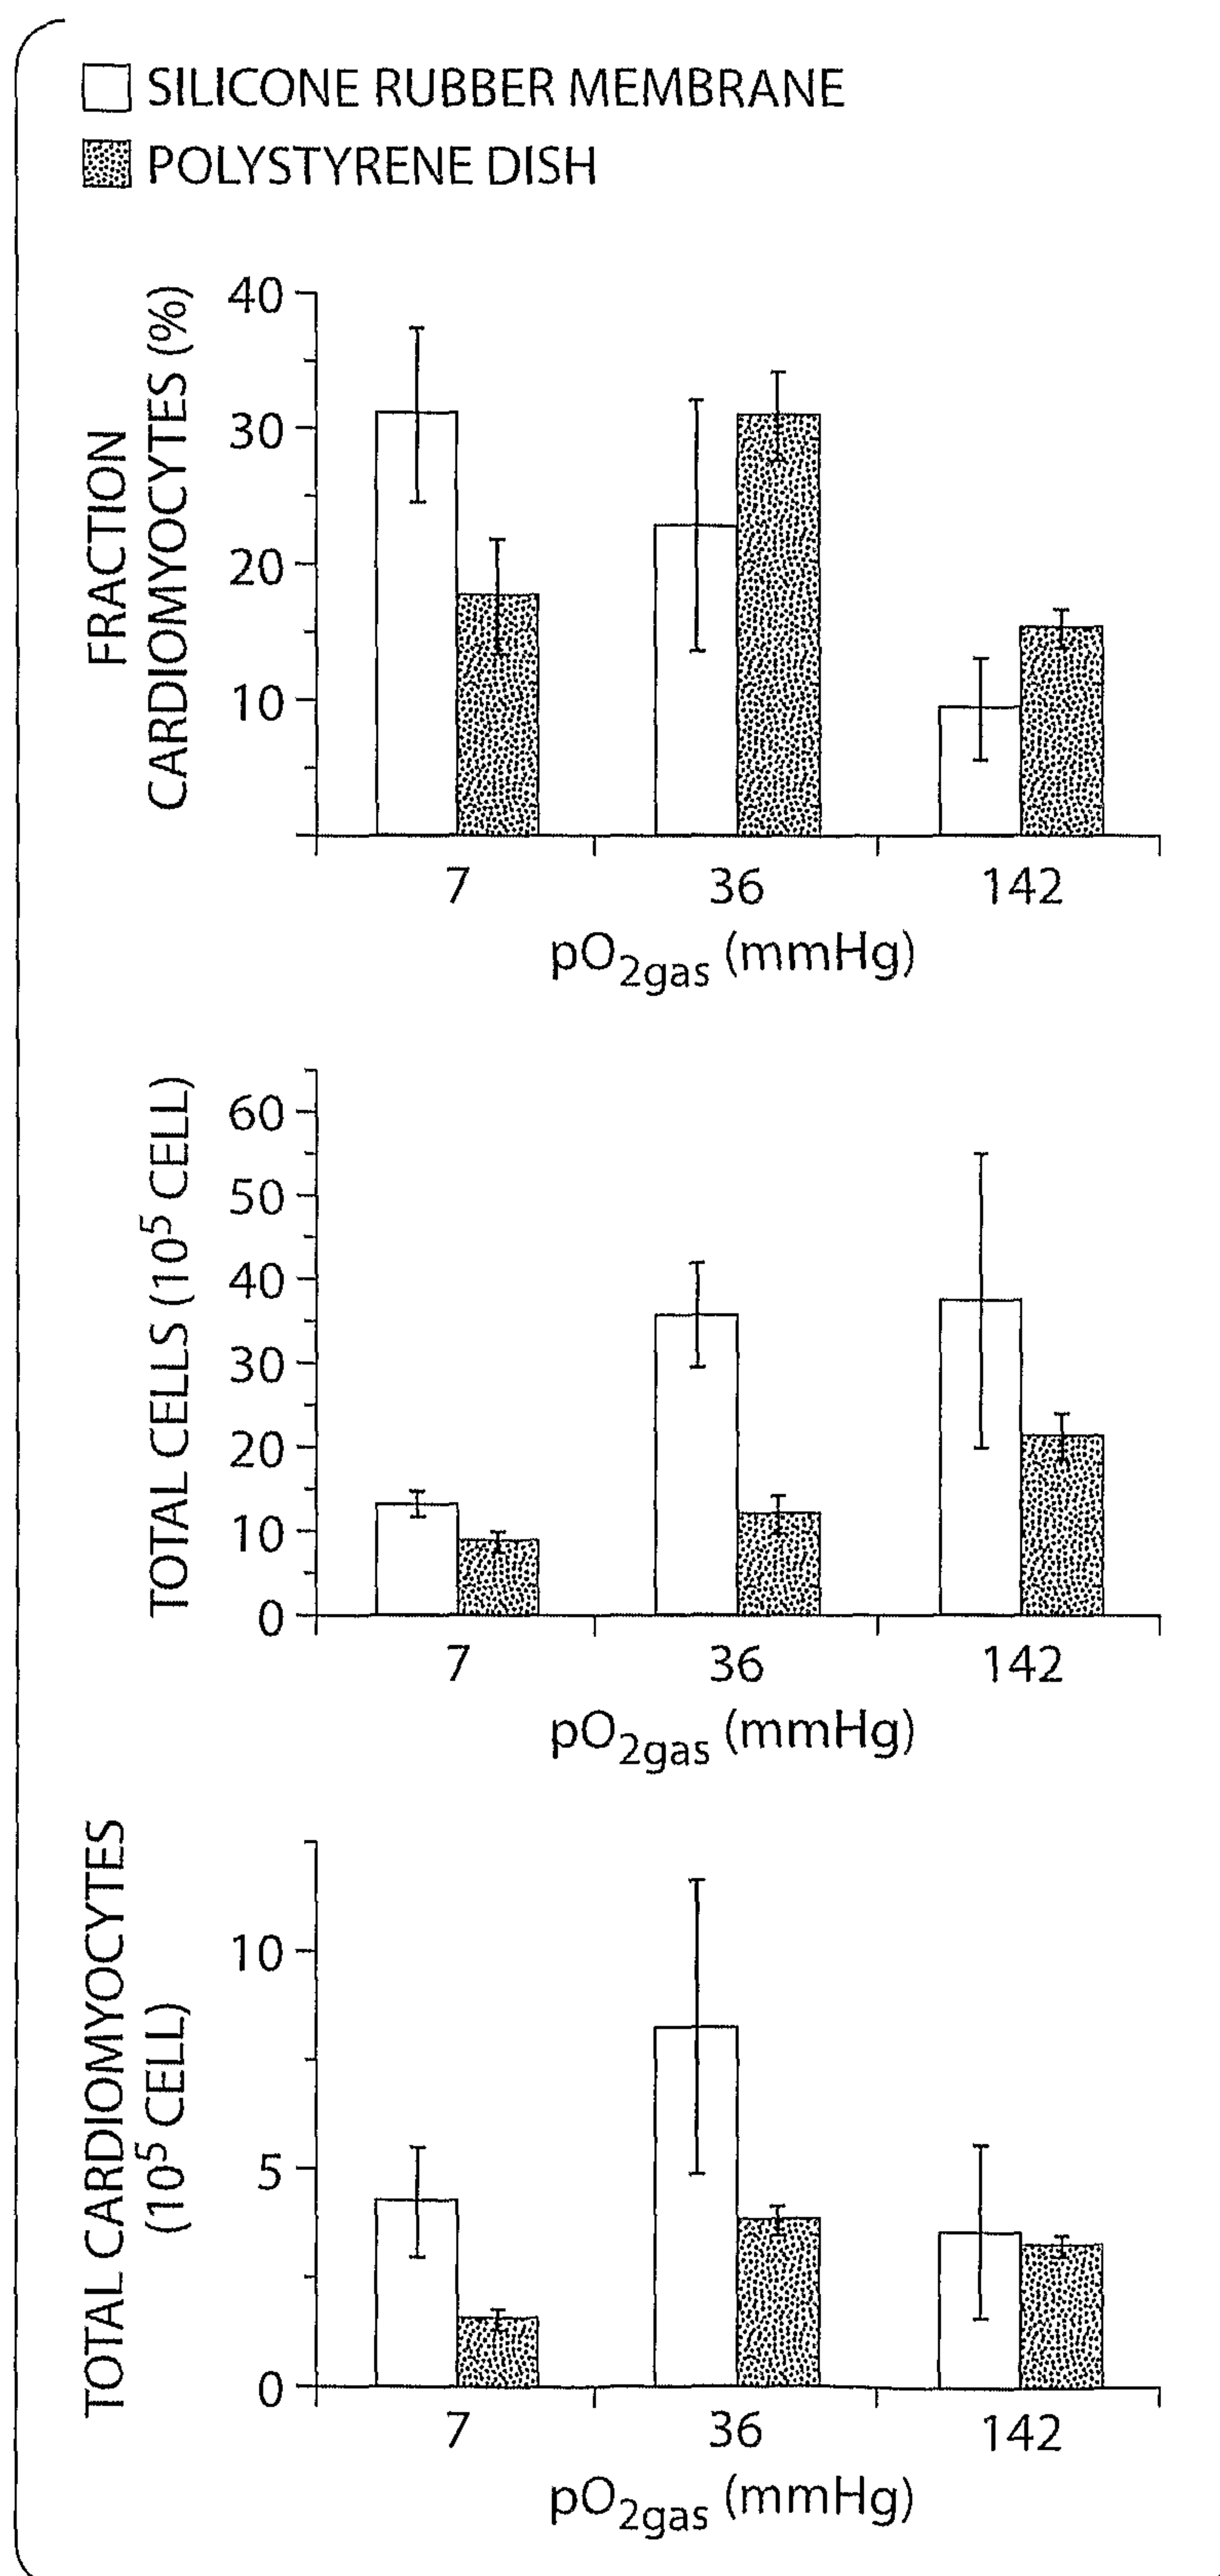 SILICONE RUBBER MEMBRANE
POLYSTYRENE DISH
FRACTION
CARDIOMYOCYTES (%)
40
30
20
10
7 36 142
pO2gas (mmHg)
TOTAL CELLS (10^5 CELL)
60
50
40
30
20
10
0
7 36 142
pO2gas (mmHg)
TOTAL CARDIOMYOCYTES
(10^5 CELL)
10
5
0
7 36 142
pO2gas (mmHg)